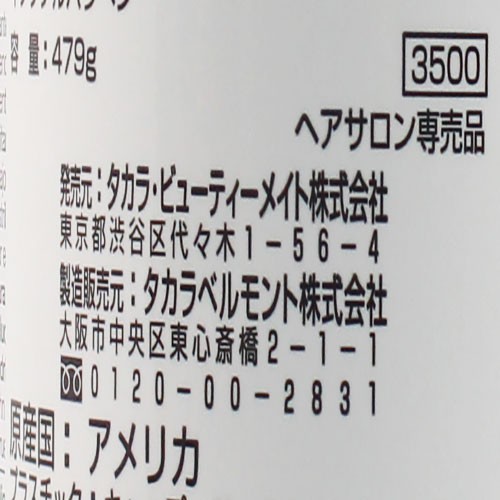 容量：479g
3500
ヘアサロン専売品
発売元：タカラ・ビューティーメイト株式会社
東京都渋谷区代々木1－56－4
製造販売元：タカラベルモント株式会社
大阪市中央区東心斎橋2－1－1
0120－00－2831
原産国：アメリカ